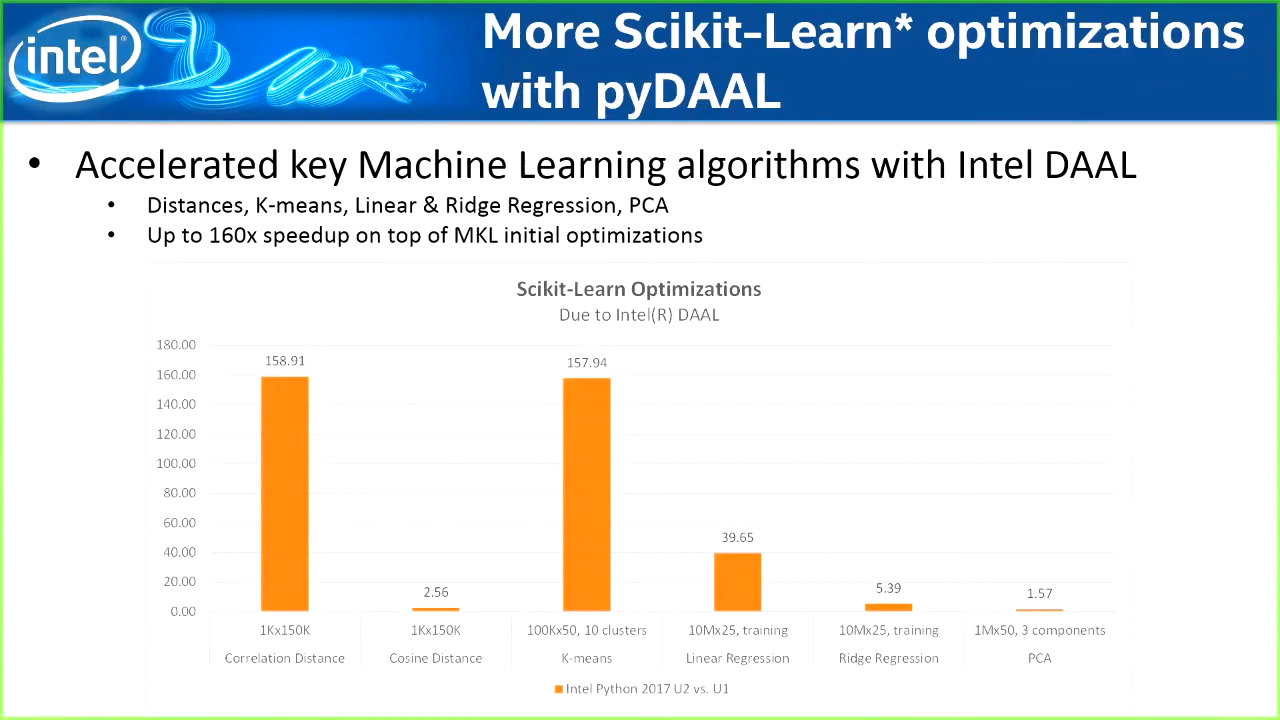 intel®
More Scikit-Learn* optimizations
with pyDAAL
• Accelerated key Machine Learning algorithms with Intel DAAL
• Distances, K-means, Linear & Ridge Regression, PCA
• Up to 160x speedup on top of MKL initial optimizations
Scikit-Learn Optimizations
Due to Intel(R) DAAL
180.00
160.00
140.00
120.00
100.00
80.00
60.00
40.00
20.00
0.00
158.91
2.56
157.94
39.65
5.39
1.57
1Kx150K 1Kx150K 100Kx50, 10 clusters 10Mx25, training 10Mx25, training 1Mx50, 3 components
Correlation Distance Cosine Distance K-means Linear Regression Ridge Regression PCA
Intel Python 2017 U2 vs. U1